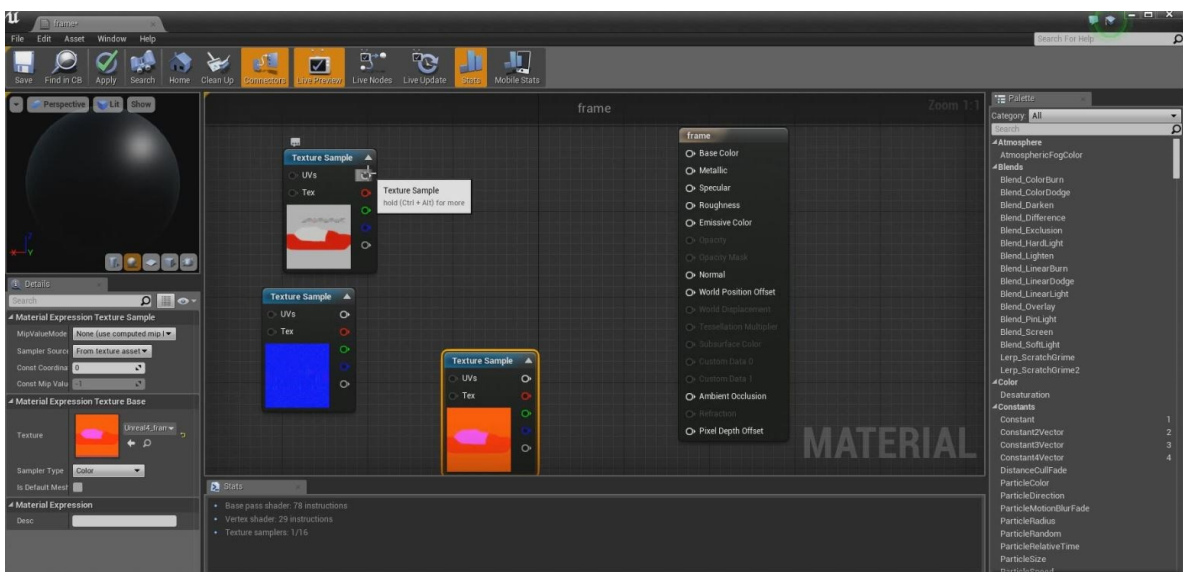 frame*
File Edit Asset Window Help
Search For Help
Save Find in CB Apply Search Home Clean Up Connectors Live Preview Live Nodes Live Update Stats Mobile Stats
Perspective Lit Show
frame
Zoom 1:1
Texture Sample
UVs
Tex
Texture Sample
hold (Ctrl + Alt) for more
Texture Sample
UVs
Tex
Texture Sample
UVs
Tex
frame
Base Color
Metallic
Specular
Roughness
Emissive Color
Opacity
Opacity Mask
Normal
World Position Offset
World Displacement
Tessellation Multiplier
Subsurface Color
Custom Data 0
Custom Data 1
Ambient Occlusion
Refraction
Pixel Depth Offset
MATERIAL
Z
Y
Details
Search
Material Expression Texture Sample
MipValueMode None (use computed mip l
Sampler Source From texture asset
Const Coordina 0
Const Mip Valu -1
Material Expression Texture Base
Texture Unreal4_fram
Sampler Type Color
Is Default Mesh
Material Expression
Desc
Stats
Base pass shader: 78 instructions
Vertex shader: 29 instructions
Texture samplers: 1/16
Palette
Category: All
Search
Atmosphere
AtmosphericFogColor
Blends
Blend_ColorBurn
Blend_ColorDodge
Blend_Darken
Blend_Difference
Blend_Exclusion
Blend_HardLight
Blend_Lighten
Blend_LinearBurn
Blend_LinearDodge
Blend_LinearLight
Blend_Overlay
Blend_PinLight
Blend_Screen
Blend_SoftLight
Lerp_ScratchGrime
Lerp_ScratchGrime2
Color
Desaturation
Constants
Constant 1
Constant2Vector 2
Constant3Vector 3
Constant4Vector 4
DistanceCullFade
ParticleColor
ParticleDirection
ParticleMotionBlurFade
ParticleRadius
ParticleRandom
ParticleRelativeTime
ParticleSize
ParticleSpeed